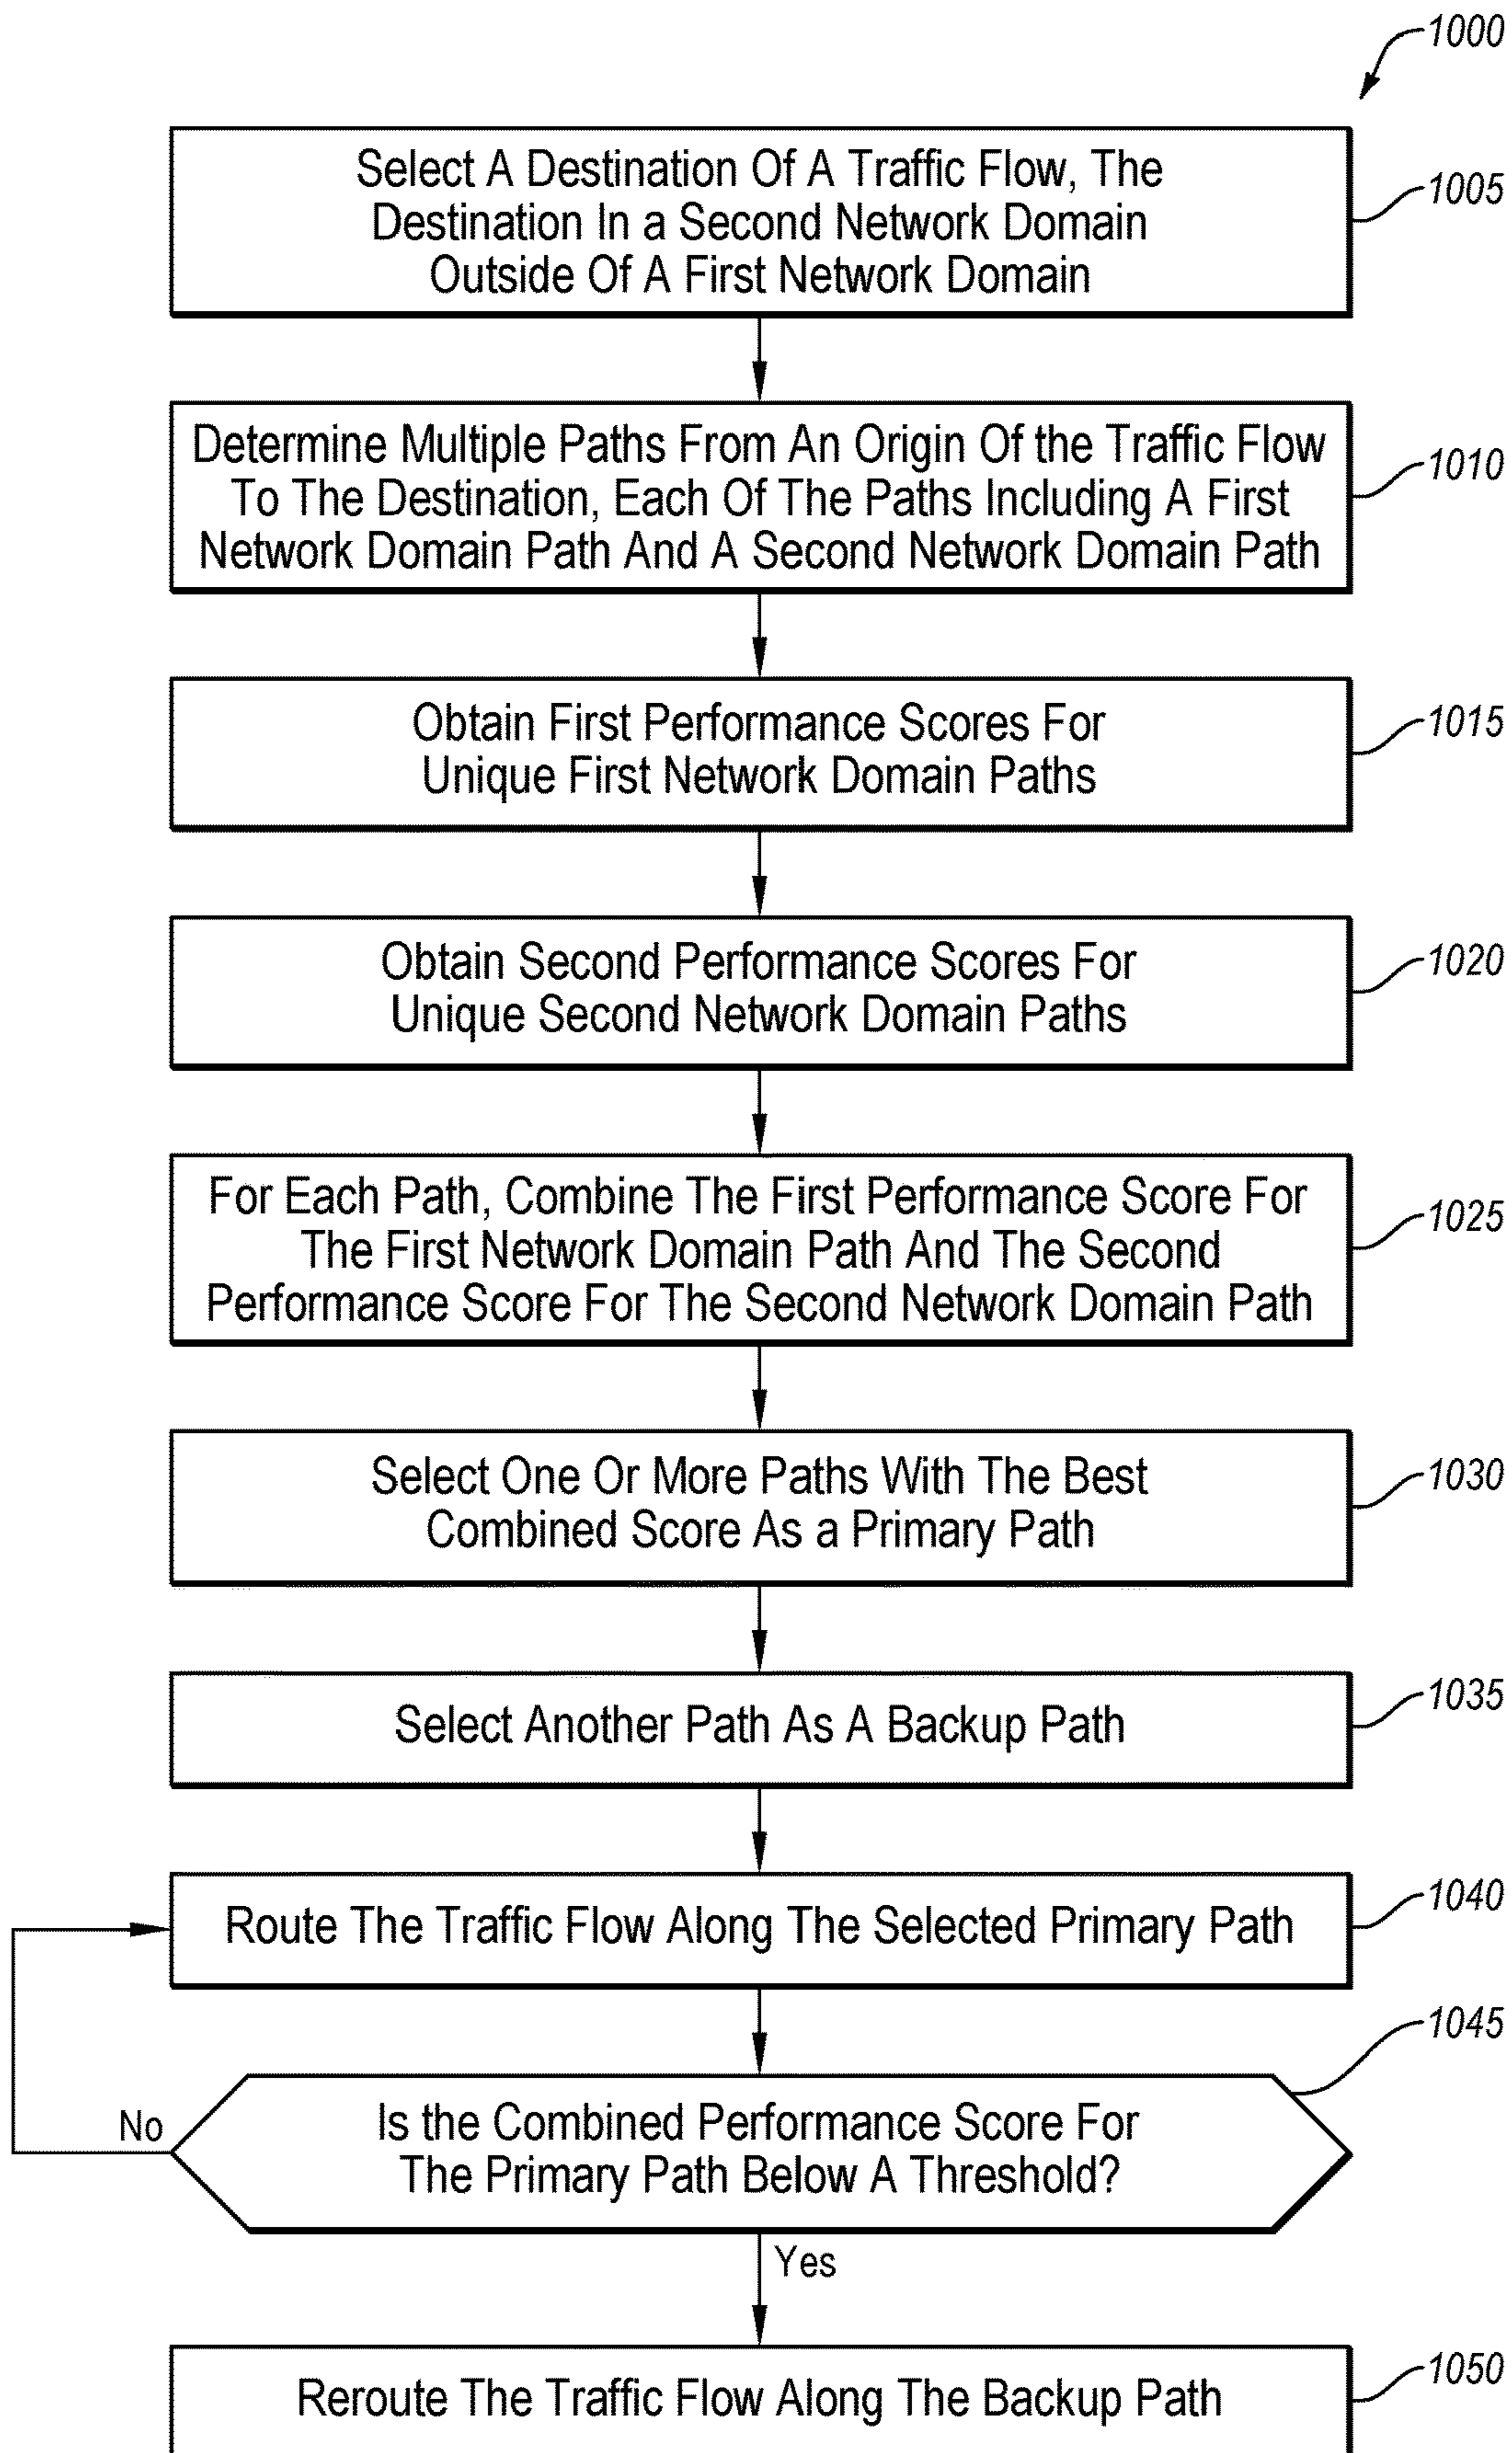 1000
Select A Destination Of A Traffic Flow, The
Destination In a Second Network Domain
Outside Of A First Network Domain
1005
Determine Multiple Paths From An Origin Of the Traffic Flow
To The Destination, Each Of The Paths Including A First
Network Domain Path And A Second Network Domain Path
1010
Obtain First Performance Scores For
Unique First Network Domain Paths
1015
Obtain Second Performance Scores For
Unique Second Network Domain Paths
1020
For Each Path, Combine The First Performance Score For
The First Network Domain Path And The Second
Performance Score For The Second Network Domain Path
1025
Select One Or More Paths With The Best
Combined Score As a Primary Path
1030
Select Another Path As A Backup Path
1035
Route The Traffic Flow Along The Selected Primary Path
1040
Is the Combined Performance Score For
The Primary Path Below A Threshold?
1045
No
Yes
Reroute The Traffic Flow Along The Backup Path
1050